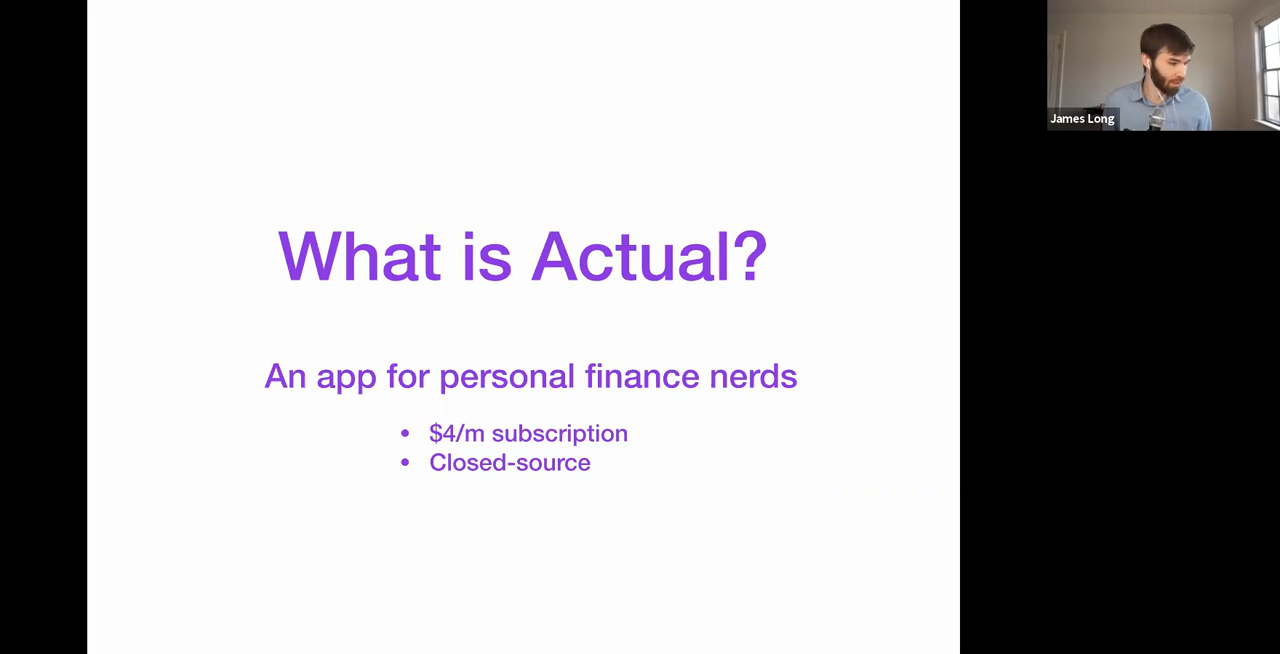 What is Actual?
An app for personal finance nerds
• $4/m subscription
• Closed-source
James Long